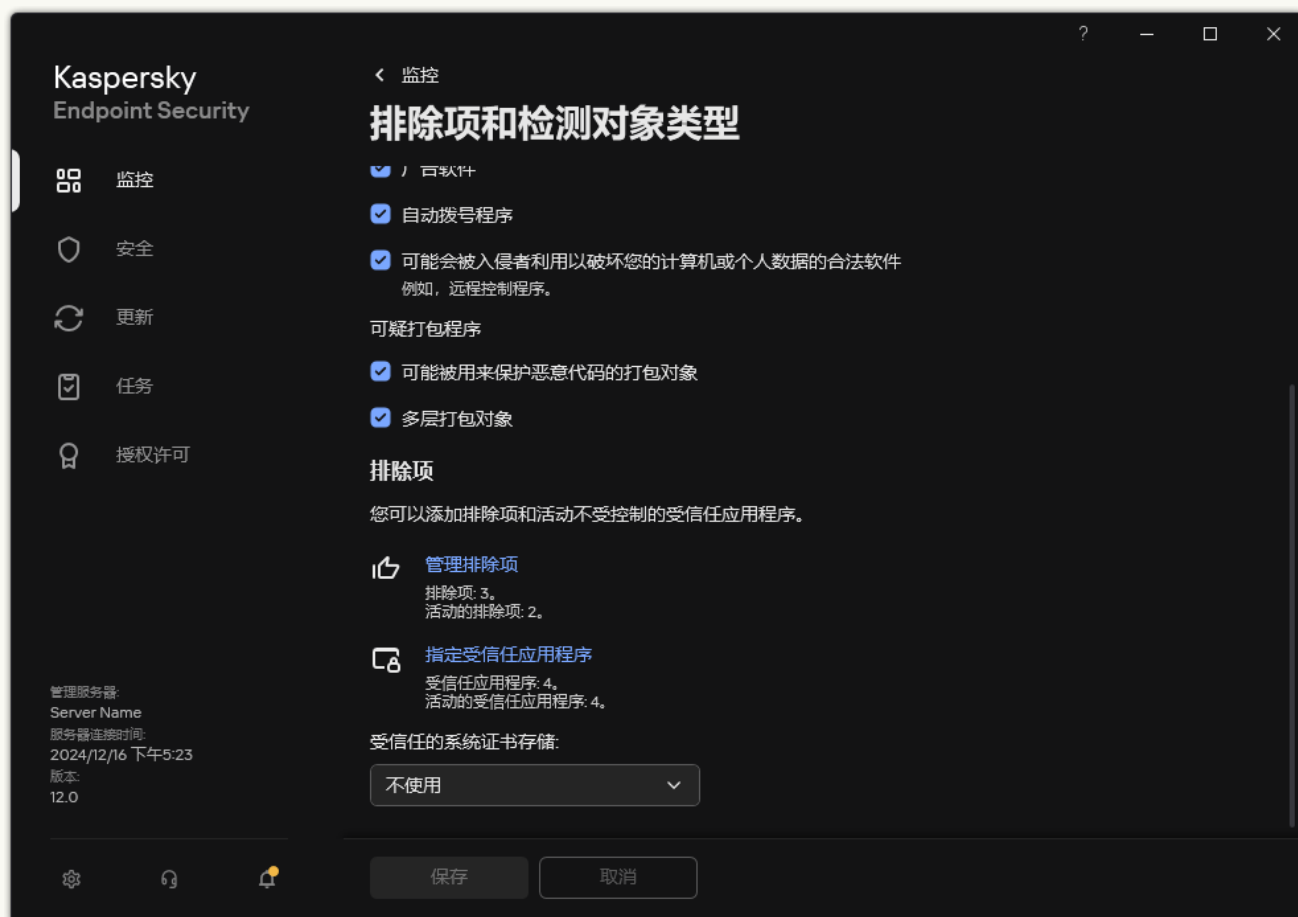 ?
Kaspersky
Endpoint Security
监控
安全
更新
任务
授权许可
管理服务器:
Server Name
服务器连接时间:
2024/12/16 下午5:23
版本:
12.0
监控
排除项和检测对象类型
广告软件
自动拨号程序
可能会被入侵者利用以破坏您的计算机或个人数据的合法软件
例如，远程控制程序。
可疑打包程序
可能被用来保护恶意代码的打包对象
多层打包对象
排除项
您可以添加排除项和活动不受控制的受信任应用程序。
管理排除项
排除项: 3。
活动的排除项: 2。
指定受信任应用程序
受信任应用程序: 4。
活动的受信任应用程序: 4。
受信任的系统证书存储:
不使用
保存
取消